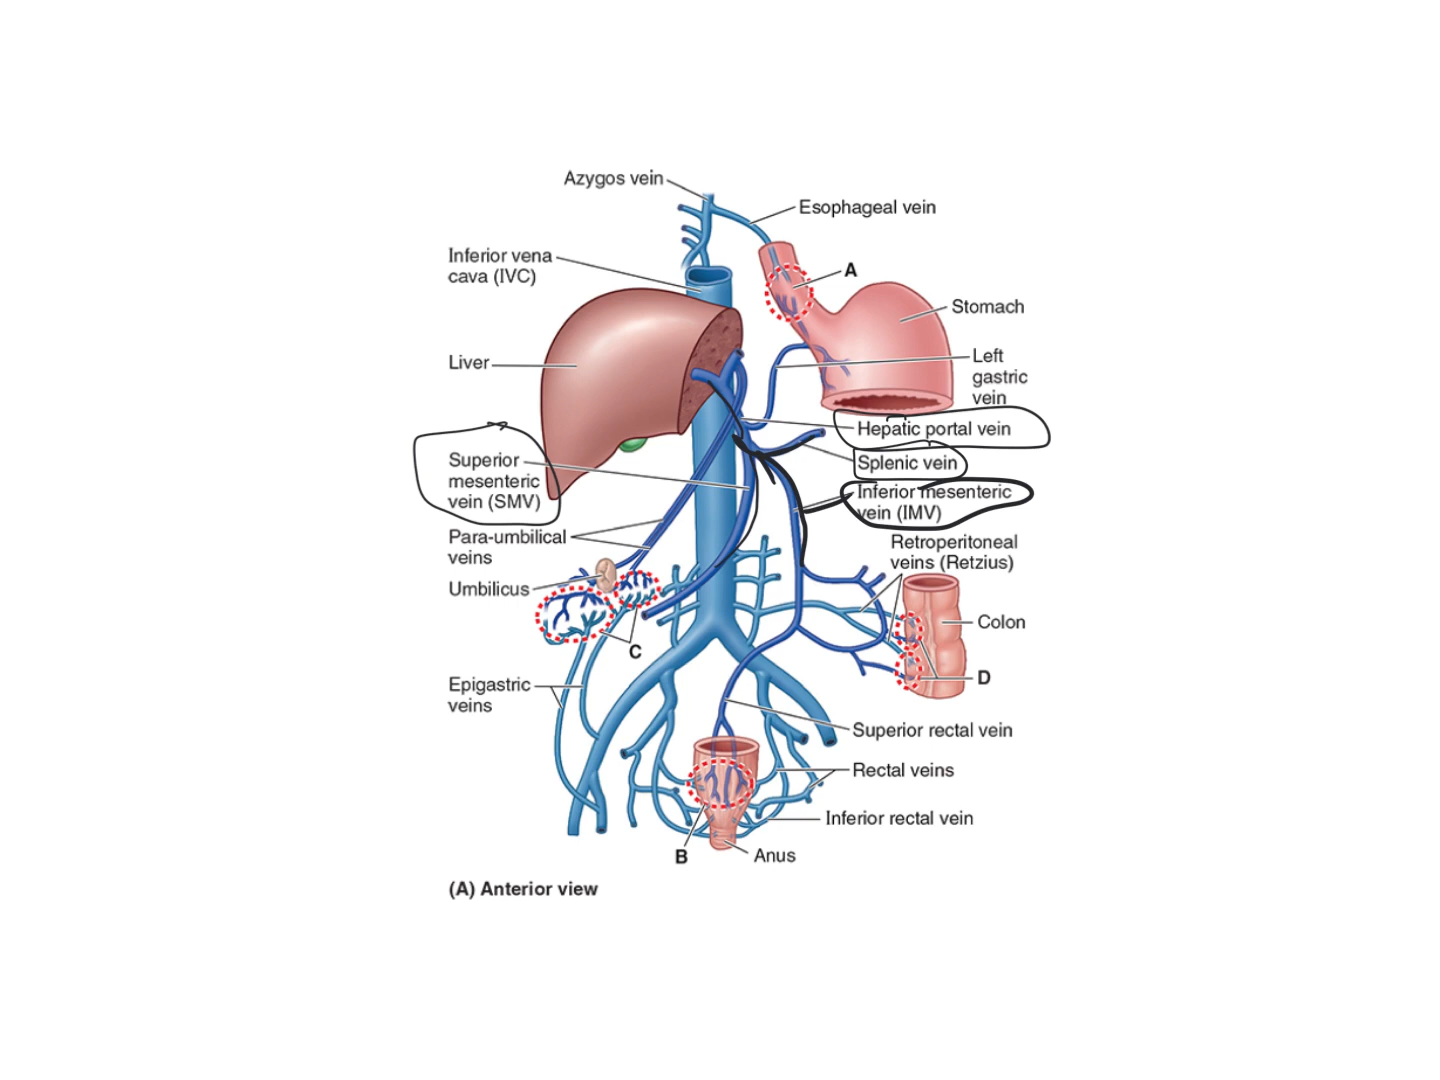 Azygos vein
Esophageal vein
Inferior vena
cava (IVC)
A
Stomach
Liver
Left
gastric
vein
Hepatic portal vein
Superior
mesenteric
vein (SMV)
Splenic vein
Inferior mesenteric
vein (IMV)
Para-umbilical
veins
Retroperitoneal
veins (Retzius)
Umbilicus
Colon
C
D
Epigastric
veins
Superior rectal vein
Rectal veins
Inferior rectal vein
B
Anus
(A) Anterior view